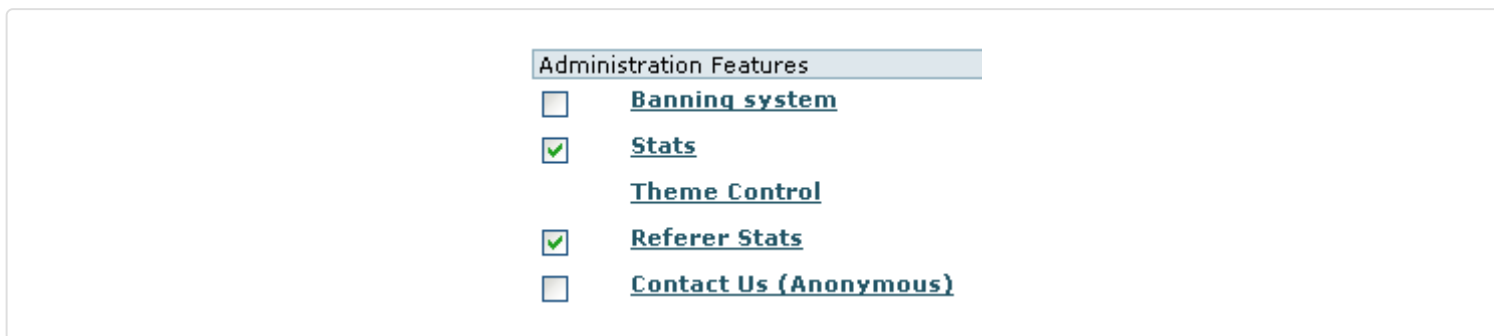 Administration Features
Banning system
Stats
Theme Control
Referer Stats
Contact Us (Anonymous)